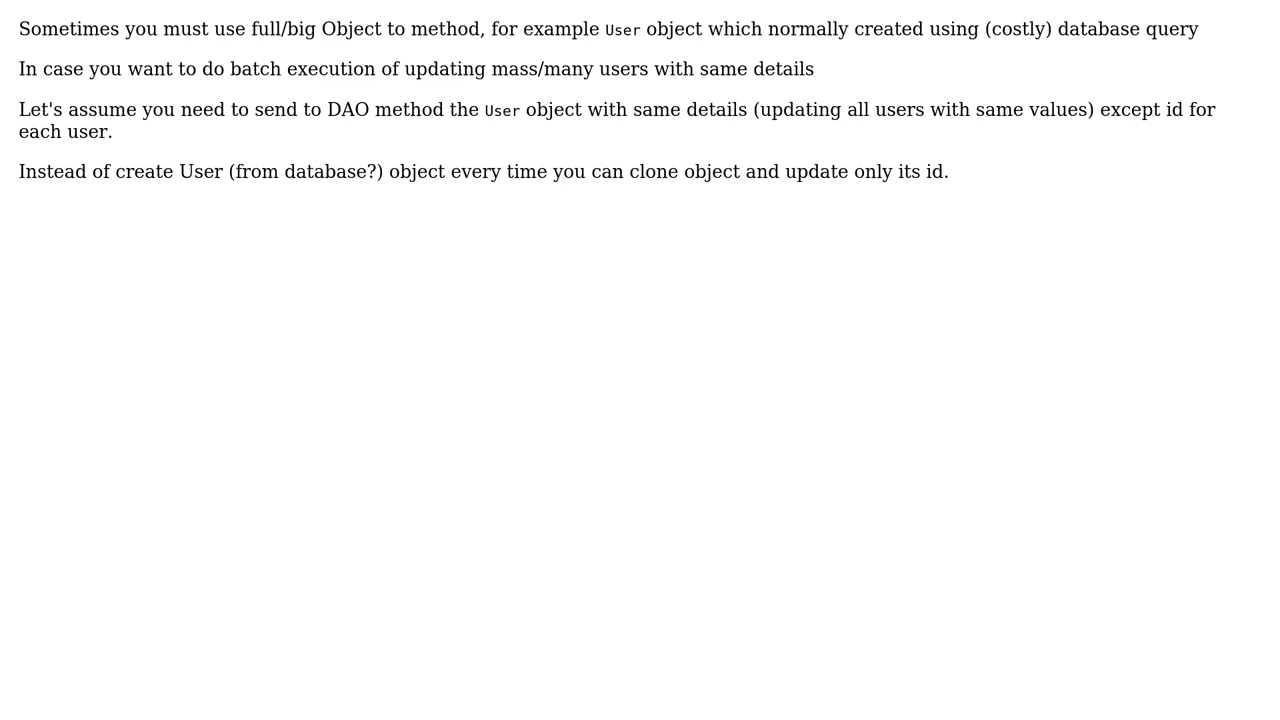 Sometimes you must use full/big Object to method, for example User object which normally created using (costly) database query
In case you want to do batch execution of updating mass/many users with same details
Let's assume you need to send to DAO method the User object with same details (updating all users with same values) except id for
each user.
Instead of create User (from database?) object every time you can clone object and update only its id.